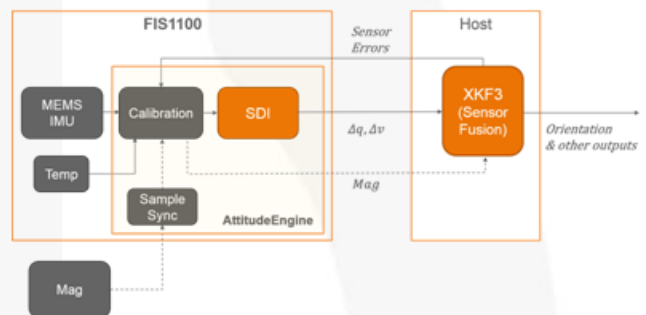 FIS1100
Host
Sensor
Errors
MEMS
IMU
Calibration
SDI
XKF3
(Sensor
Fusion)
Δq, Δv
Orientation
& other outputs
Temp
Mag
Sample
Sync
AttitudeEngine
Mag